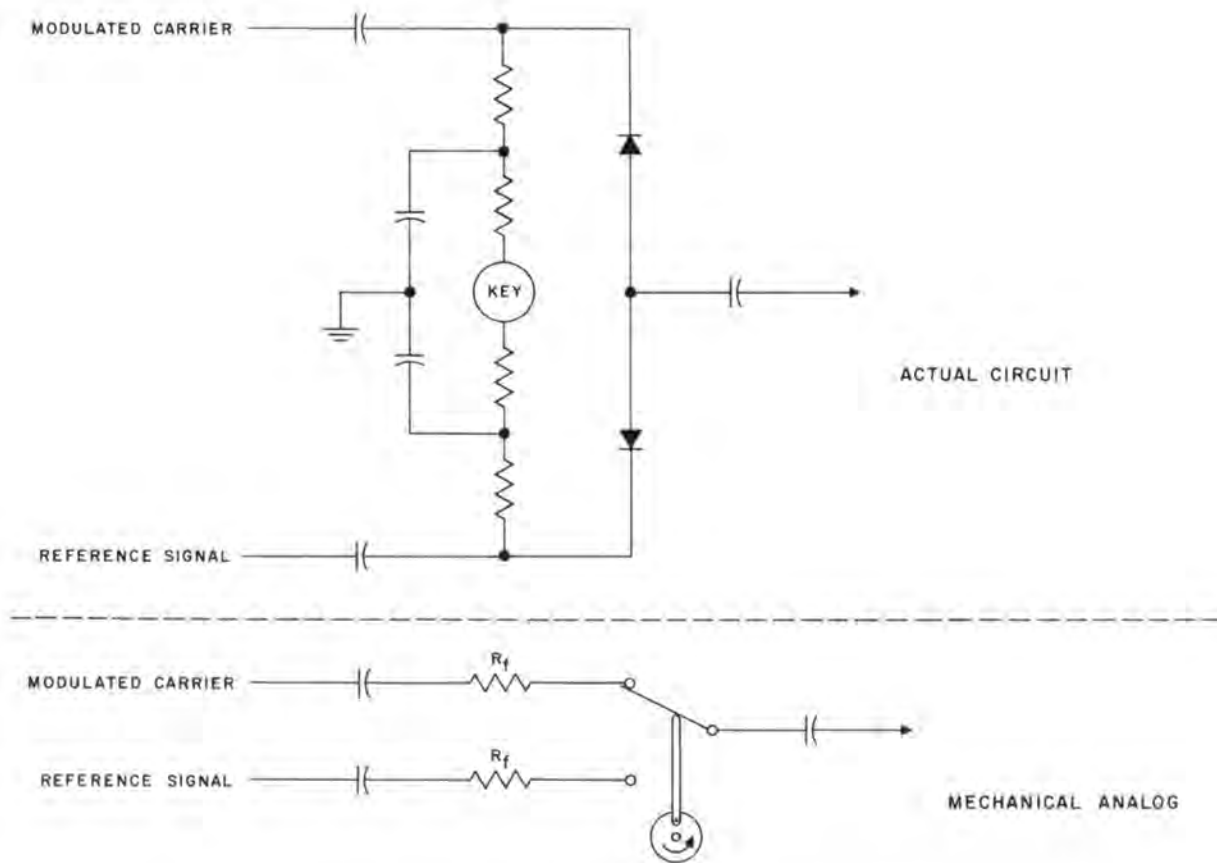 MODULATED CARRIER
KEY
ACTUAL CIRCUIT
REFERENCE SIGNAL
MODULATED CARRIER
Rf
REFERENCE SIGNAL
Rf
MECHANICAL ANALOG